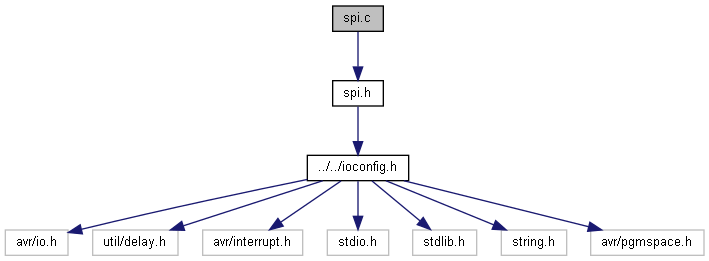 spi.c
spi.h
../../ioconfig.h
avr/io.h
util/delay.h
avr/interrupt.h
stdio.h
stdlib.h
string.h
avr/pgmspace.h